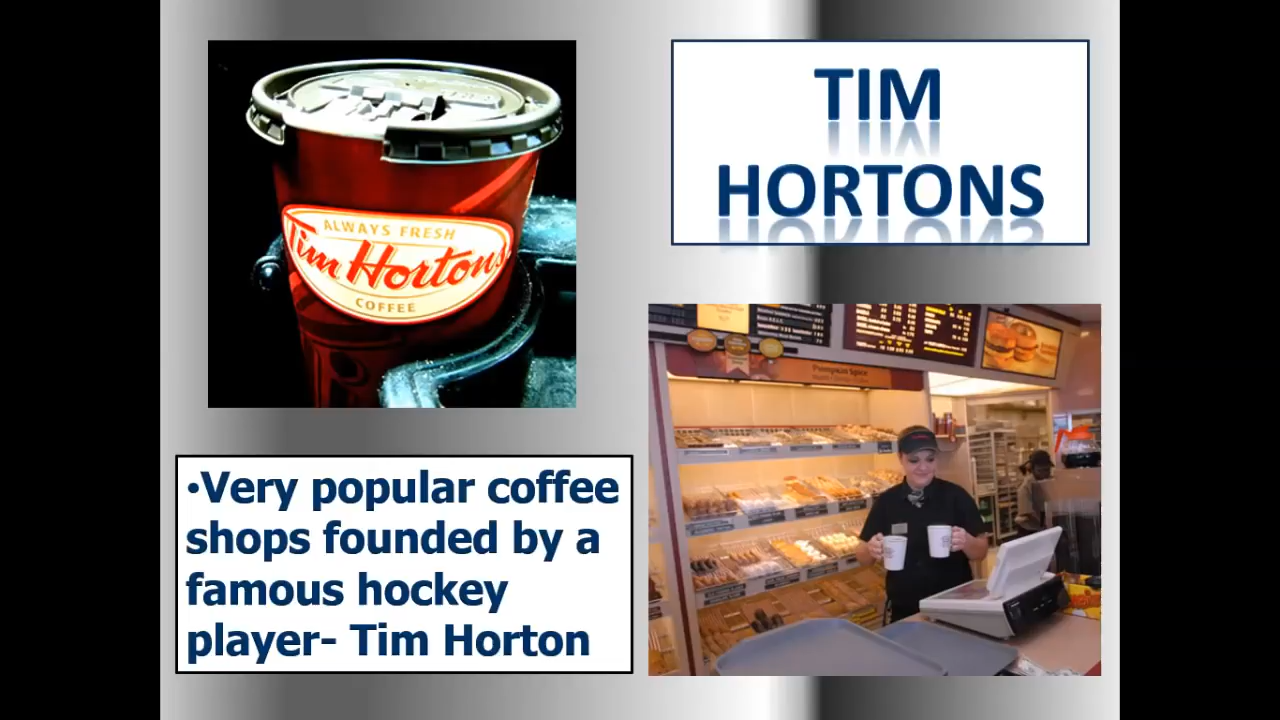 TIM
HORTONS
ALWAYS FRESH
Tim Hortons
COFFEE
Pumpkin Spice
•Very popular coffee
shops founded by a
famous hockey
player- Tim Horton